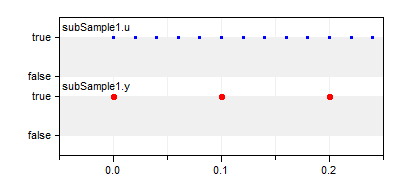 subSample1.u
true
false
subSample1.y
true
false
0.0 0.1 0.2